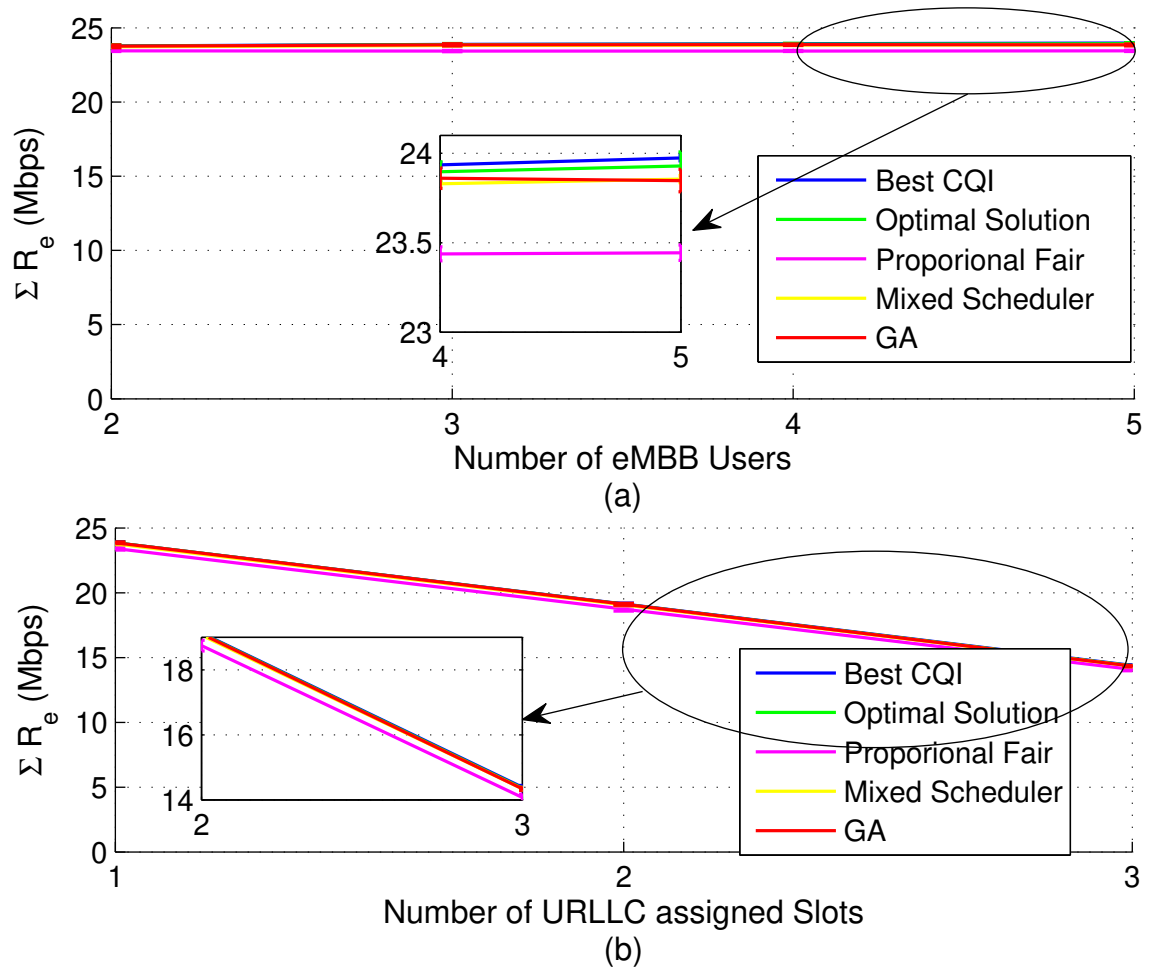 25
20
15
10
5
0
Σ R_e (Mbps)
24
23.5
23
4 5
Best CQI
Optimal Solution
Proporional Fair
Mixed Scheduler
GA
2 3 4 5
Number of eMBB Users
(a)
25
20
15
10
5
0
Σ R_e (Mbps)
18
16
14
2 3
Best CQI
Optimal Solution
Proporional Fair
Mixed Scheduler
GA
1 2 3
Number of URLLC assigned Slots
(b)